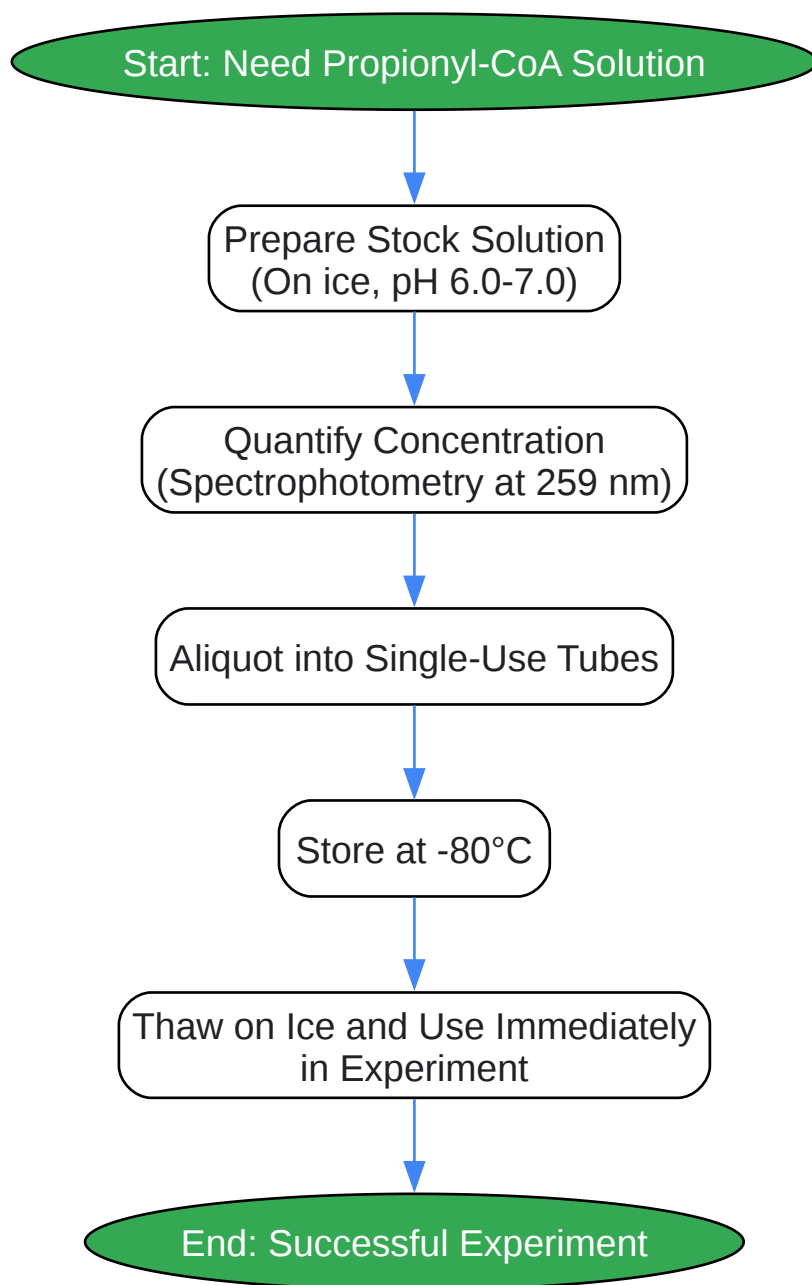 Start: Need Propionyl-CoA Solution
Prepare Stock Solution
(On ice, pH 6.0-7.0)
Quantify Concentration
(Spectrophotometry at 259 nm)
Aliquot into Single-Use Tubes
Store at -80°C
Thaw on Ice and Use Immediately
in Experiment
End: Successful Experiment